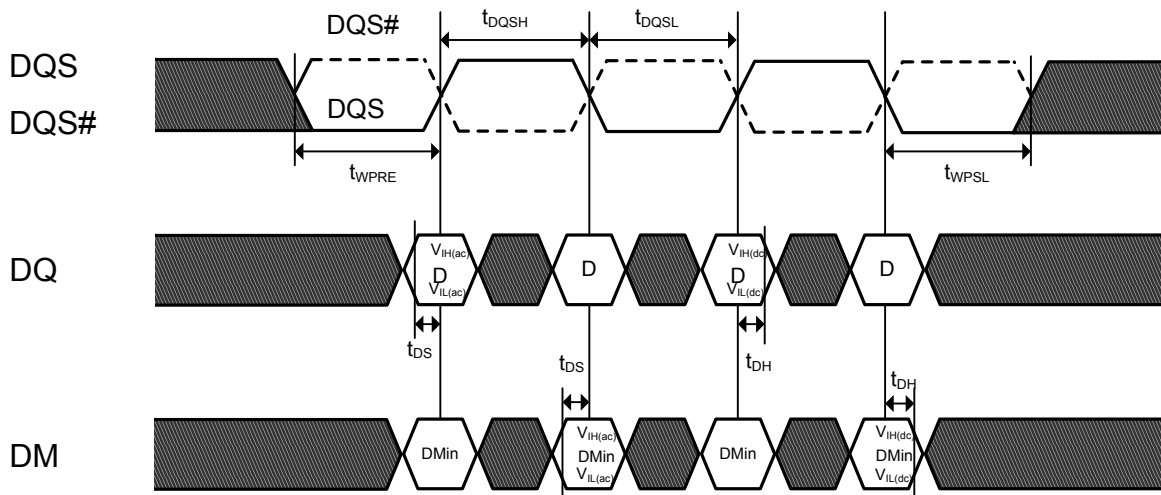 DQS#
tDQSH
tDQSL
DQS
DQS
DQS#
tWPRE
tWPSL
DQ
VIH(ac)
D
VIL(ac)
D
VIH(dc)
D
VIL(dc)
D
tDS
tDS
tDH
tDH
DM
DMin
VIH(ac)
DMin
VIL(ac)
DMin
VIH(dc)
DMin
VIL(dc)